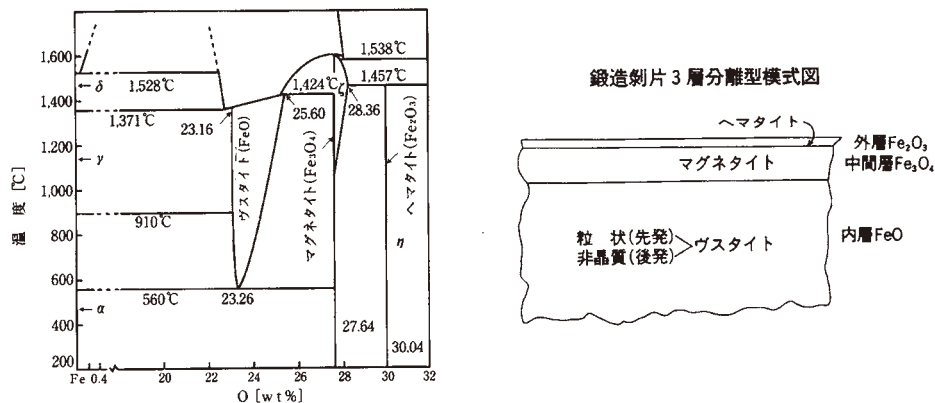 1,600
1,400
1,200
1,000
800
600
400
200
温度 [℃]
δ
γ
α
1,528℃
1,371℃
910℃
560℃
23.16
23.26
ヴスタイト(FeO)
1,424℃
ζ
25.60
マグネタイト(Fe₃O₄)
1,538℃
1,457℃
28.36
ヘマタイト(Fe₂O₃)
η
27.64
30.04
Fe 0.4 20 22 24 26 28 30 32
O [wt%]
鍛造剝片3層分離型模式図
ヘマタイト
外層Fe₂O₃
マグネタイト
中間層Fe₃O₄
粒 状(先発)
非晶質(後発)
ヴスタイト
内層FeO